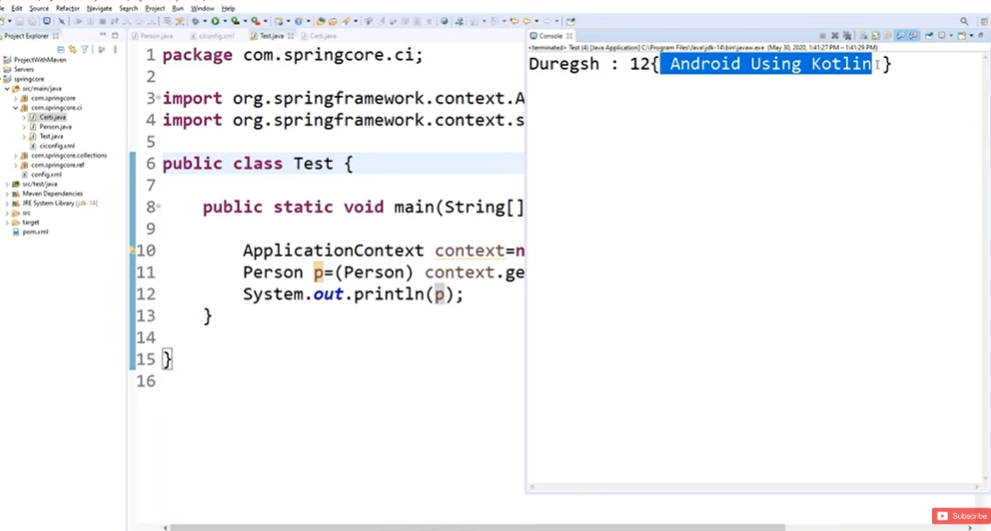 File Edit Source Refactor Navigate Search Project Run Window Help
Project Explorer
ProjectWithMaven
Servers
springcore
src/main/java
com.springcore
com.springcore.ci
Certi.java
Person.java
Test.java
ciconfig.xml
com.springcore.collections
com.springcore.ref
config.xml
src/test/java
Maven Dependencies
JRE System Library [jdk-14]
src
target
pom.xml
Person.java ciconfig.xml Test.java Certi.java
1 package com.springcore.ci;
2
3 import org.springframework.context.A
4 import org.springframework.context.s
5
6 public class Test {
7
8 public static void main(String[]
9
10 ApplicationContext context=n
11 Person p=(Person) context.ge
12 System.out.println(p);
13 }
14
15 }
16
Console
<terminated> Test (4) [Java Application] C:\Program Files\Java\jdk-14\bin\javaw.exe (May 30, 2020, 1:41:27 PM – 1:41:29 PM)
Duregsh : 12{ Android Using Kotlin }
Subscribe